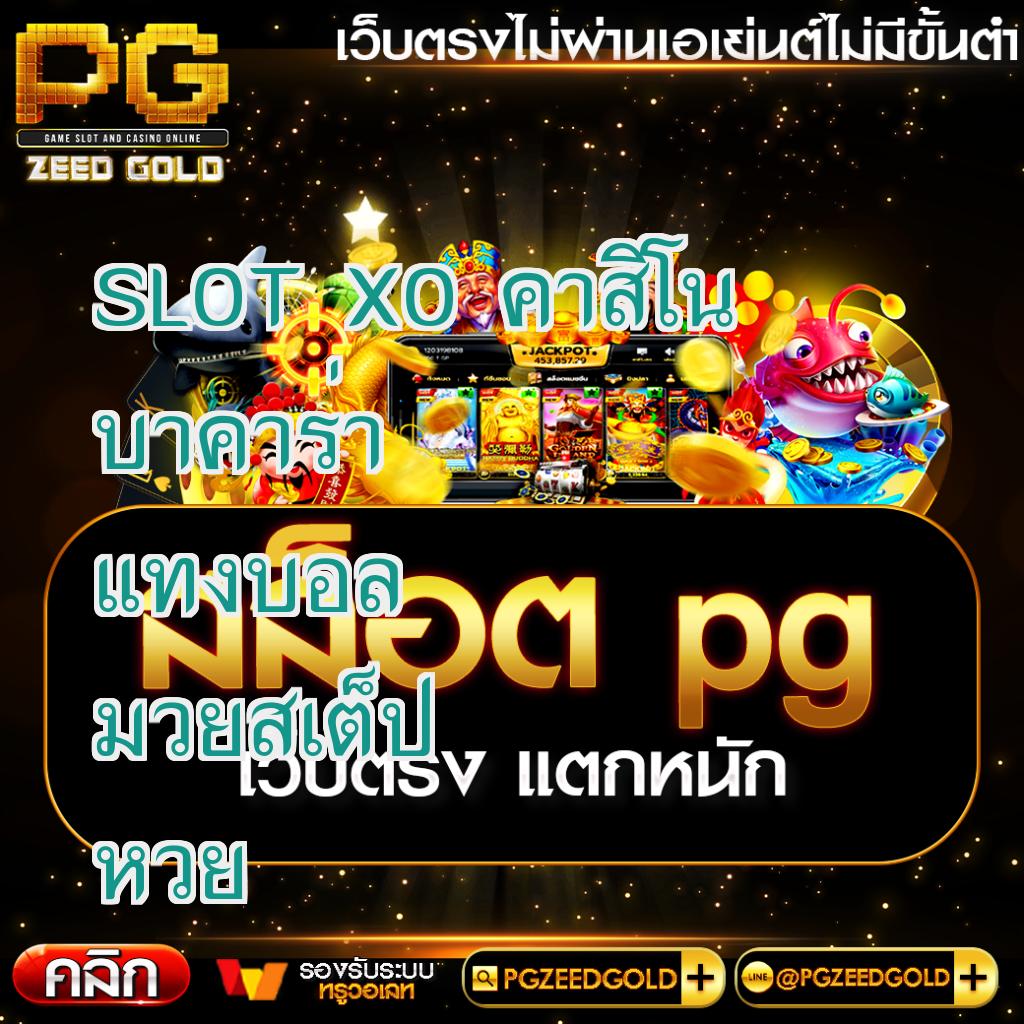 เว็บตรงไม่ผ่านเอเย่นต์ไม่มีขั้นต่ำ
PG
GAME SLOT AND CASINO ONLINE
ZEED GOLD
SLOT XO คาสิโน
JACKPOT
453,857.79
บาคาร่า
แทงบอล
สล็อต pg
มวยสเต็ป
เว็บตรง แตกหนัก
หวย
คลิก
รองรับระบบ
ทรูวอเลท
PGZEEDGOLD
LINE @PGZEEDGOLD